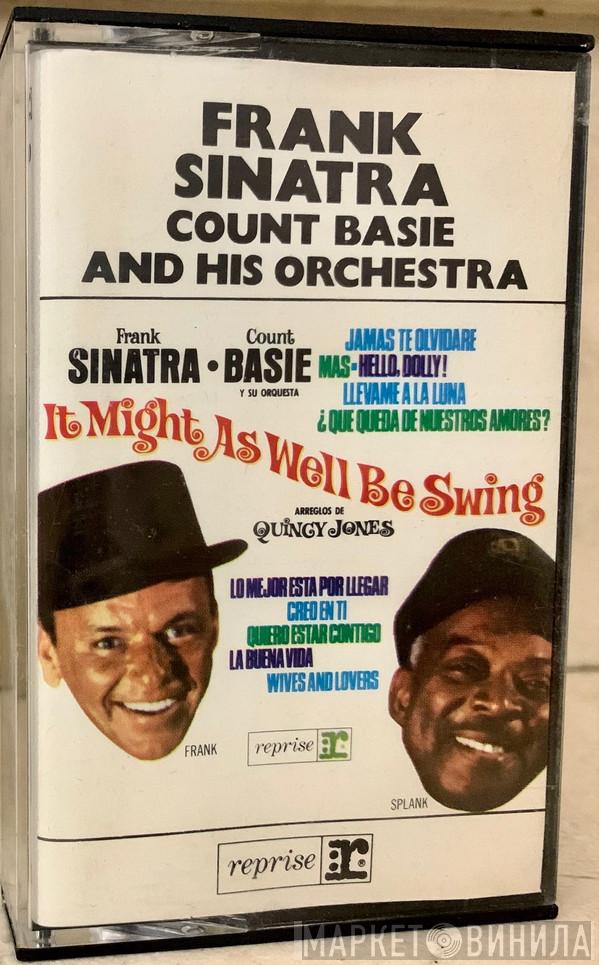 FRANK
SINATRA
COUNT BASIE
AND HIS ORCHESTRA
Frank
SINATRA •
Count
BASIE
Y SU ORQUESTA
JAMAS TE OLVIDARE
MAS • HELLO, DOLLY!
LLEVAME A LA LUNA
¿QUE QUEDA DE NUESTROS AMORES?
It Might As Well Be Swing
ARREGLOS DE
QUINCY JONES
LO MEJOR ESTA POR LLEGAR
CREO EN TI
QUIERO ESTAR CONTIGO
LA BUENA VIDA
WIVES AND LOVERS
FRANK
reprise r:
SPLANK
reprise r:
МАРКЕТ ВИНИЛА